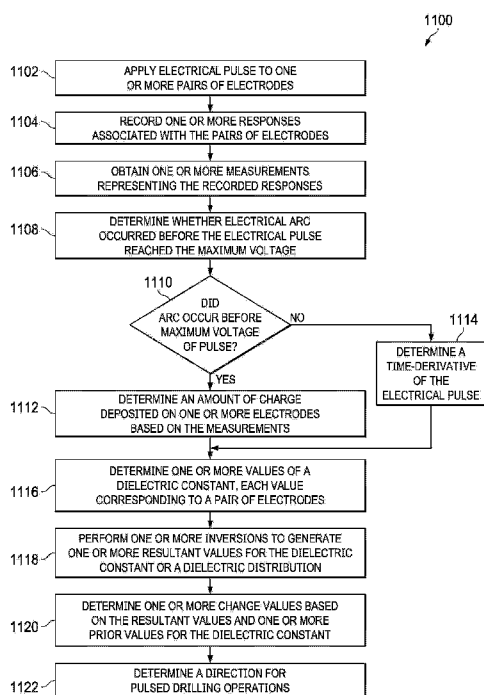 1100
1102
APPLY ELECTRICAL PULSE TO ONE
OR MORE PAIRS OF ELECTRODES
1104
RECORD ONE OR MORE RESPONSES
ASSOCIATED WITH THE PAIRS OF ELECTRODES
1106
OBTAIN ONE OR MORE MEASUREMENTS
REPRESENTING THE RECORDED RESPONSES
1108
DETERMINE WHETHER ELECTRICAL ARC
OCCURRED BEFORE THE ELECTRICAL PULSE
REACHED THE MAXIMUM VOLTAGE
1110
DID
ARC OCCUR BEFORE
MAXIMUM VOLTAGE
OF PULSE?
NO
YES
1114
DETERMINE A
TIME-DERIVATIVE
OF THE
ELECTRICAL PULSE
1112
DETERMINE AN AMOUNT OF CHARGE
DEPOSITED ON ONE OR MORE ELECTRODES
BASED ON THE MEASUREMENTS
1116
DETERMINE ONE OR MORE VALUES OF A
DIELECTRIC CONSTANT, EACH VALUE
CORRESPONDING TO A PAIR OF ELECTRODES
1118
PERFORM ONE OR MORE INVERSIONS TO GENERATE
ONE OR MORE RESULTANT VALUES FOR THE DIELECTRIC
CONSTANT OR A DIELECTRIC DISTRIBUTION
1120
DETERMINE ONE OR MORE CHANGE VALUES BASED
ON THE RESULTANT VALUES AND ONE OR MORE
PRIOR VALUES FOR THE DIELECTRIC CONSTANT
1122
DETERMINE A DIRECTION FOR
PULSED DRILLING OPERATIONS